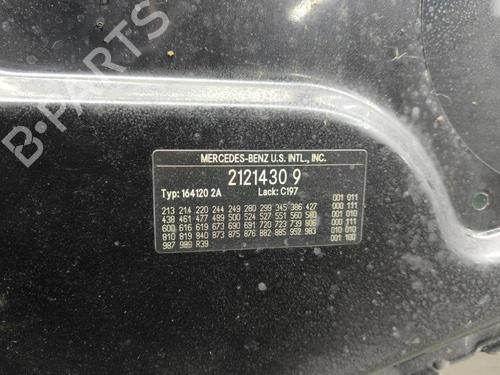 B-PARTS
MERCEDES-BENZ U.S. INTL., INC.
2121430 9
Typ: 164120 2A Lack: C197
213 214 220 244 249 280 299 345 386 427 001 011
438 461 477 489 500 524 527 551 560 580 000 111
600 616 619 673 690 691 720 723 739 806 001 010
810 819 840 873 875 876 882 885 952 983 010 010
987 989 R39 001 100